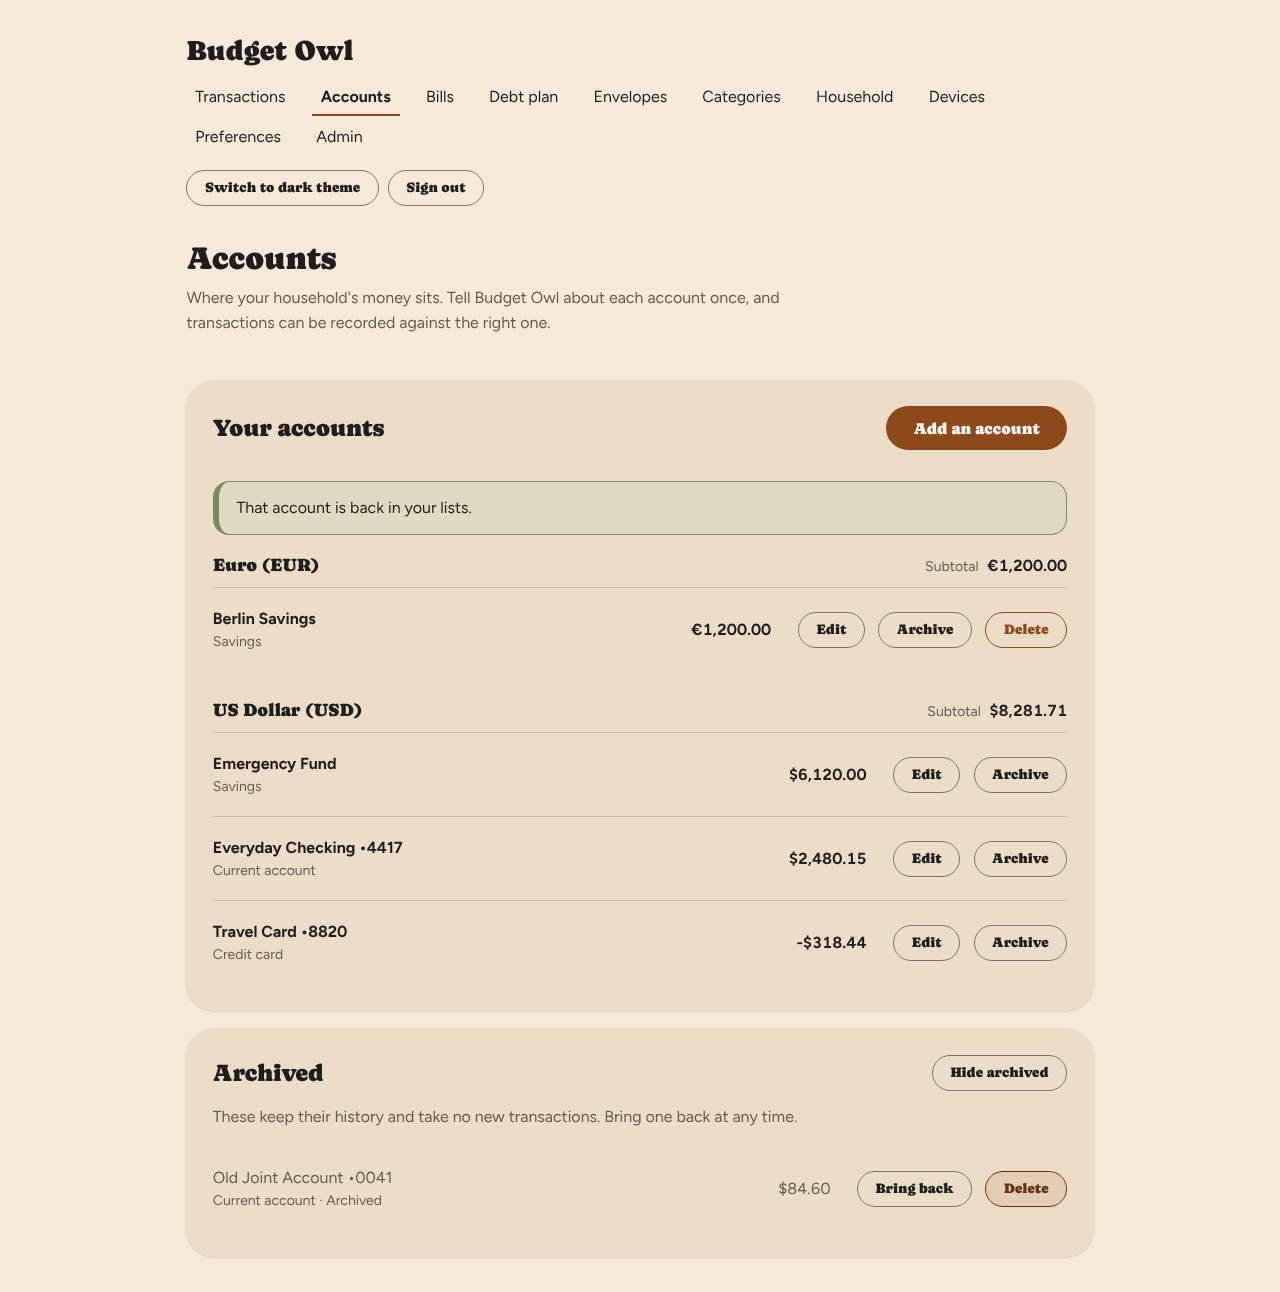 Budget Owl
Transactions Accounts Bills Debt plan Envelopes Categories Household Devices
Preferences Admin
Switch to dark theme Sign out
Accounts
Where your household's money sits. Tell Budget Owl about each account once, and
transactions can be recorded against the right one.
Your accounts Add an account
That account is back in your lists.
Euro (EUR) Subtotal €1,200.00
Berlin Savings
Savings
€1,200.00 Edit Archive Delete
US Dollar (USD) Subtotal $8,281.71
Emergency Fund
Savings
$6,120.00 Edit Archive
Everyday Checking •4417
Current account
$2,480.15 Edit Archive
Travel Card •8820
Credit card
-$318.44 Edit Archive
Archived Hide archived
These keep their history and take no new transactions. Bring one back at any time.
Old Joint Account •0041
Current account · Archived
$84.60 Bring back Delete